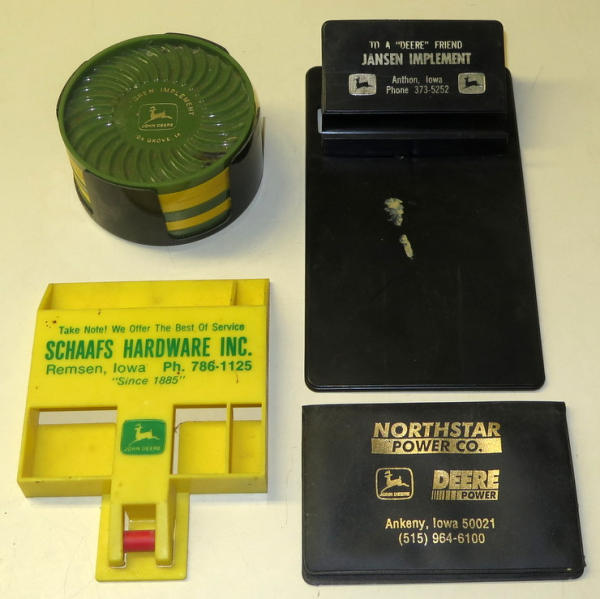 IMPLEMENT
JOHN DEERE
GROVE, IA
TO A "DEERE" FRIEND
JANSEN IMPLEMENT
Anthon, Iowa
Phone 373-5252
Take Note! We Offer The Best Of Service
SCHAAFS HARDWARE INC.
Remsen, Iowa Ph. 786-1125
"Since 1885"
JOHN DEERE
NORTHSTAR
POWER CO.
JOHN DEERE
DEERE
POWER
Ankeny, Iowa 50021
(515) 964-6100